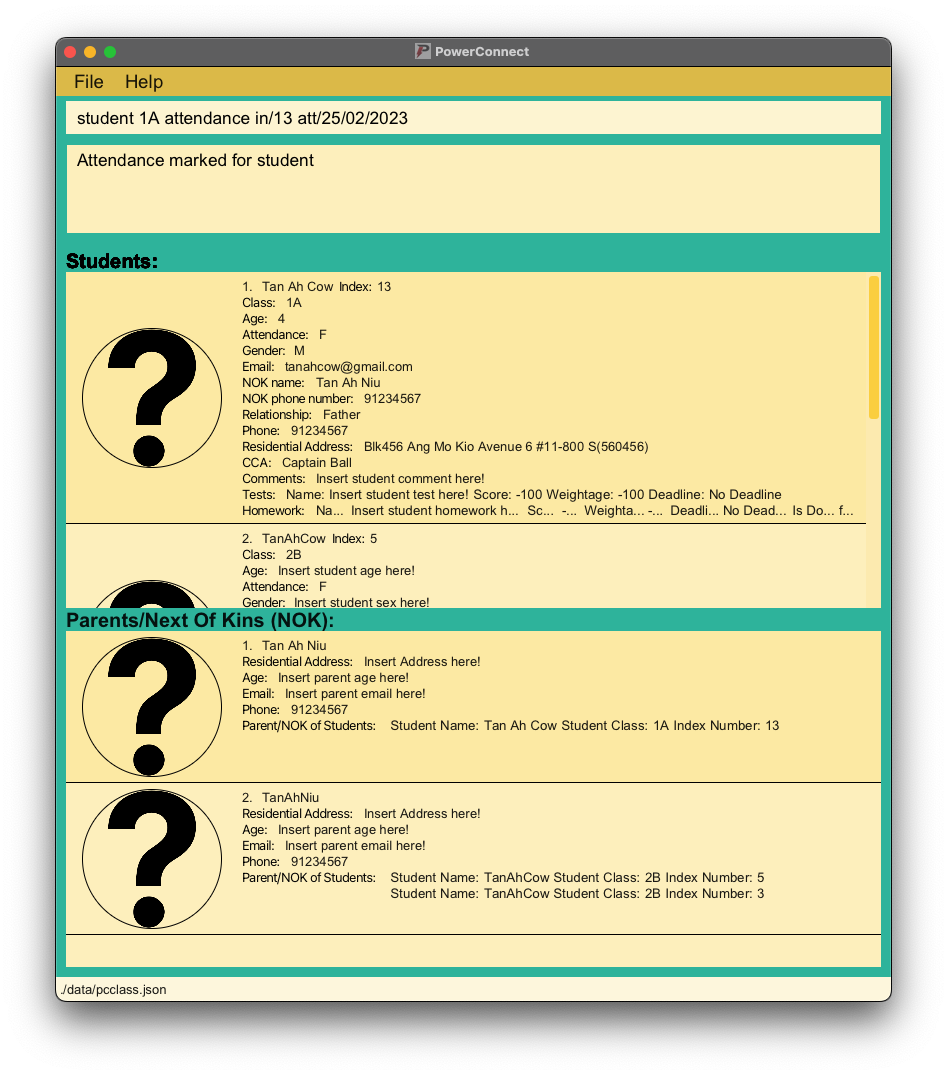 PowerConnect
File Help
student 1A attendance in/13 att/25/02/2023
Attendance marked for student
Students:
1. Tan Ah Cow Index: 13
Class: 1A
Age: 4
Attendance: F
Gender: M
Email: tanahcow@gmail.com
NOK name: Tan Ah Niu
NOK phone number: 91234567
Relationship: Father
Phone: 91234567
Residential Address: Blk456 Ang Mo Kio Avenue 6 #11-800 S(560456)
CCA: Captain Ball
Comments: Insert student comment here!
Tests: Name: Insert student test here! Score: -100 Weightage: -100 Deadline: No Deadline
Homework: Na... Insert student homework h... Sc... -... Weighta... -... Deadli... No Dead... Is Do... f...
2. TanAhCow Index: 5
Class: 2B
Age: Insert student age here!
Attendance: F
Gender: Insert student sex here!
Parents/Next Of Kins (NOK):
1. Tan Ah Niu
Residential Address: Insert Address here!
Age: Insert parent age here!
Email: Insert parent email here!
Phone: 91234567
Parent/NOK of Students: Student Name: Tan Ah Cow Student Class: 1A Index Number: 13
2. TanAhNiu
Residential Address: Insert Address here!
Age: Insert parent age here!
Email: Insert parent email here!
Phone: 91234567
Parent/NOK of Students: Student Name: TanAhCow Student Class: 2B Index Number: 5
Student Name: TanAhCow Student Class: 2B Index Number: 3
./data/pcclass.json